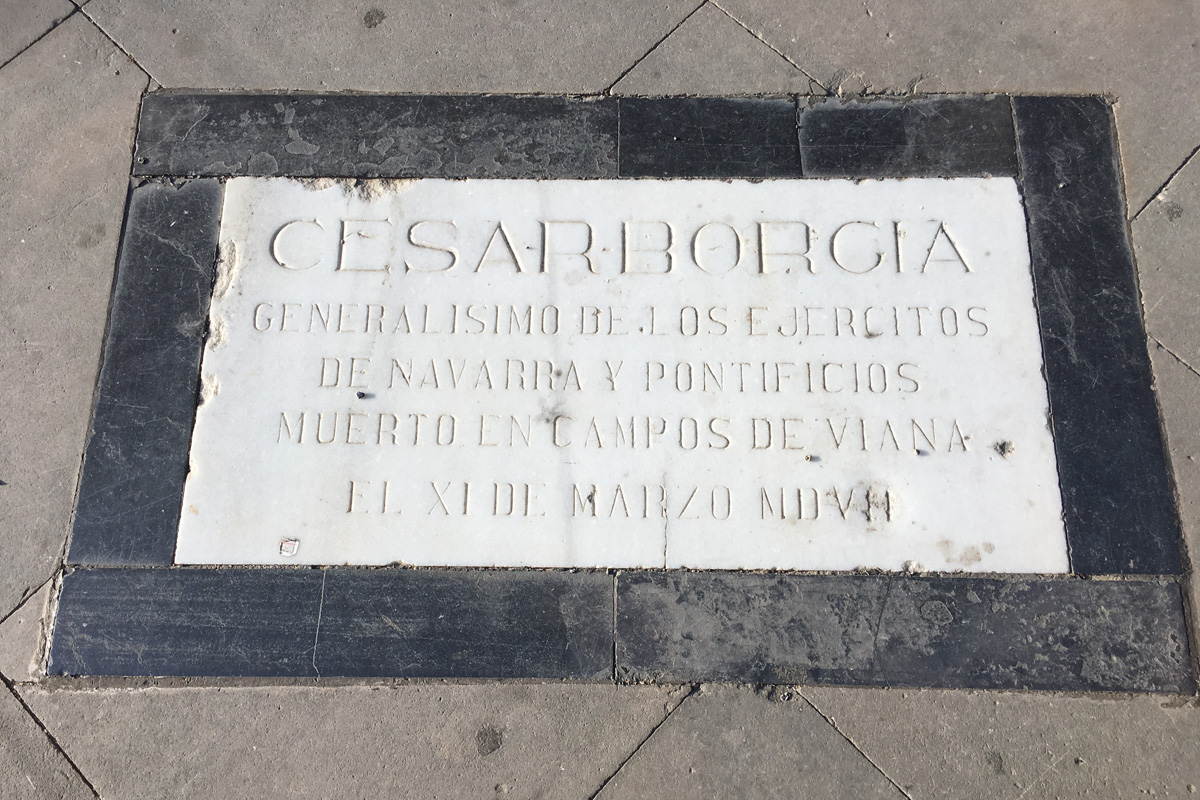 CESAR BORGIA
GENERALISIMO DE LOS EJERCITOS
DE NAVARRA Y PONTIFICIOS
MUERTO EN CAMPOS DE VIANA
EL XI DE MARZO MDVII